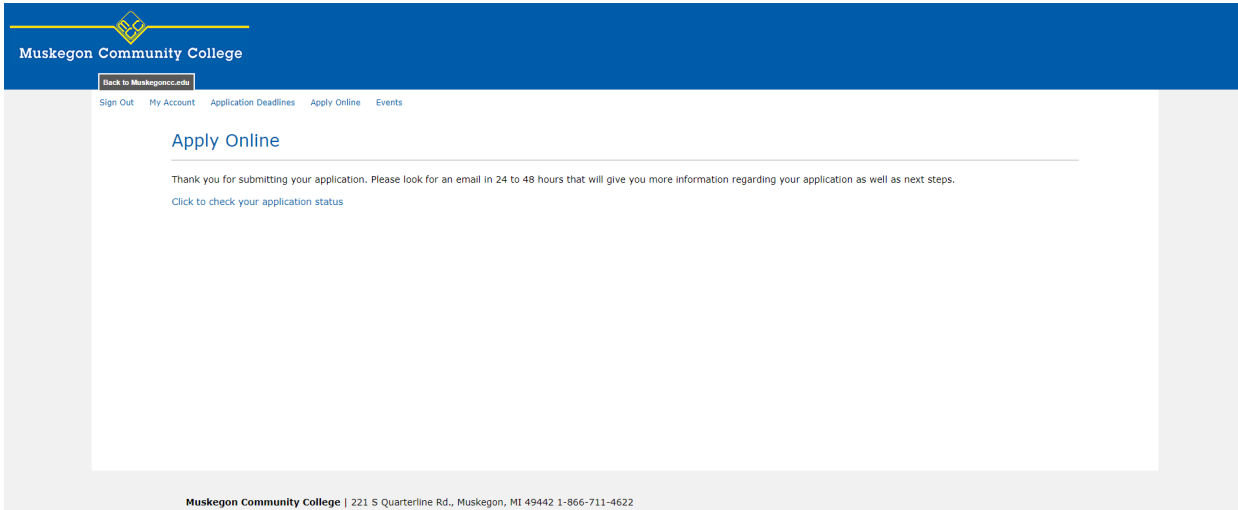 MCC
Muskegon Community College
Back to Muskegoncc.edu
Sign Out My Account Application Deadlines Apply Online Events
Apply Online
Thank you for submitting your application. Please look for an email in 24 to 48 hours that will give you more information regarding your application as well as next steps.
Click to check your application status
Muskegon Community College | 221 S Quarterline Rd., Muskegon, MI 49442 1-866-711-4622